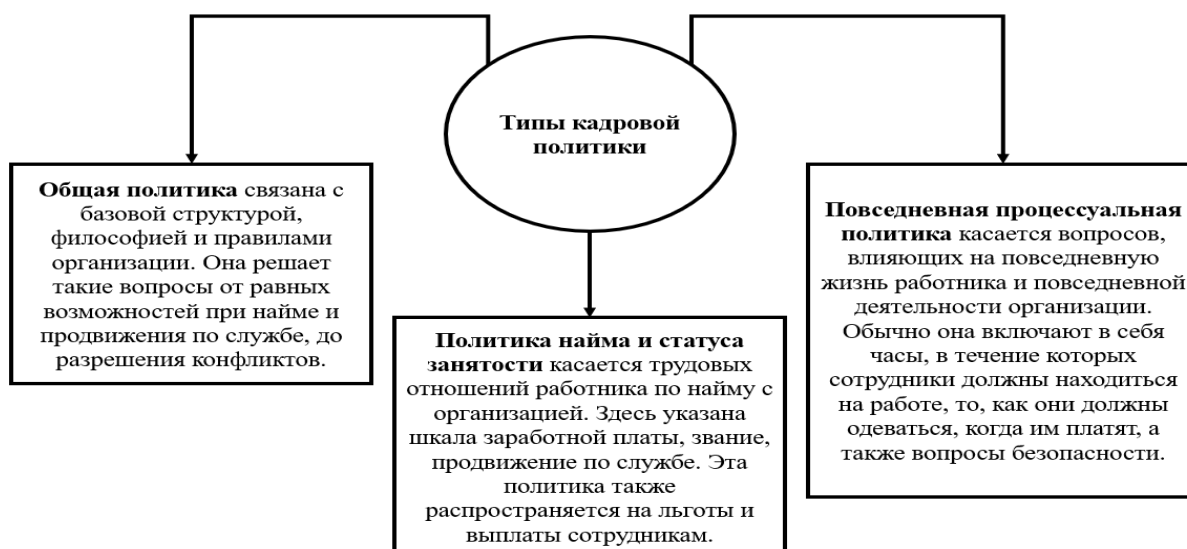 Типы кадровой
политики
Общая политика связана с
базовой структурой,
философией и правилами
организации. Она решает
такие вопросы от равных
возможностей при найме и
продвижения по службе, до
разрешения конфликтов.
Политика найма и статуса
занятости касается трудовых
отношений работника по найму с
организацией. Здесь указана
шкала заработной платы, звание,
продвижение по службе. Эта
политика также
распространяется на льготы и
выплаты сотрудникам.
Повседневная процессуальная
политика касается вопросов,
влияющих на повседневную
жизнь работника и повседневной
деятельности организации.
Обычно она включают в себя
часы, в течение которых
сотрудники должны находиться
на работе, то, как они должны
одеваться, когда им платят, а
также вопросы безопасности.